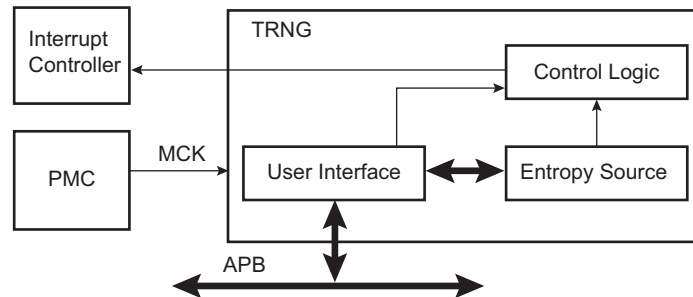 Interrupt
Controller
TRNG
Control Logic
PMC
MCK
User Interface
Entropy Source
APB